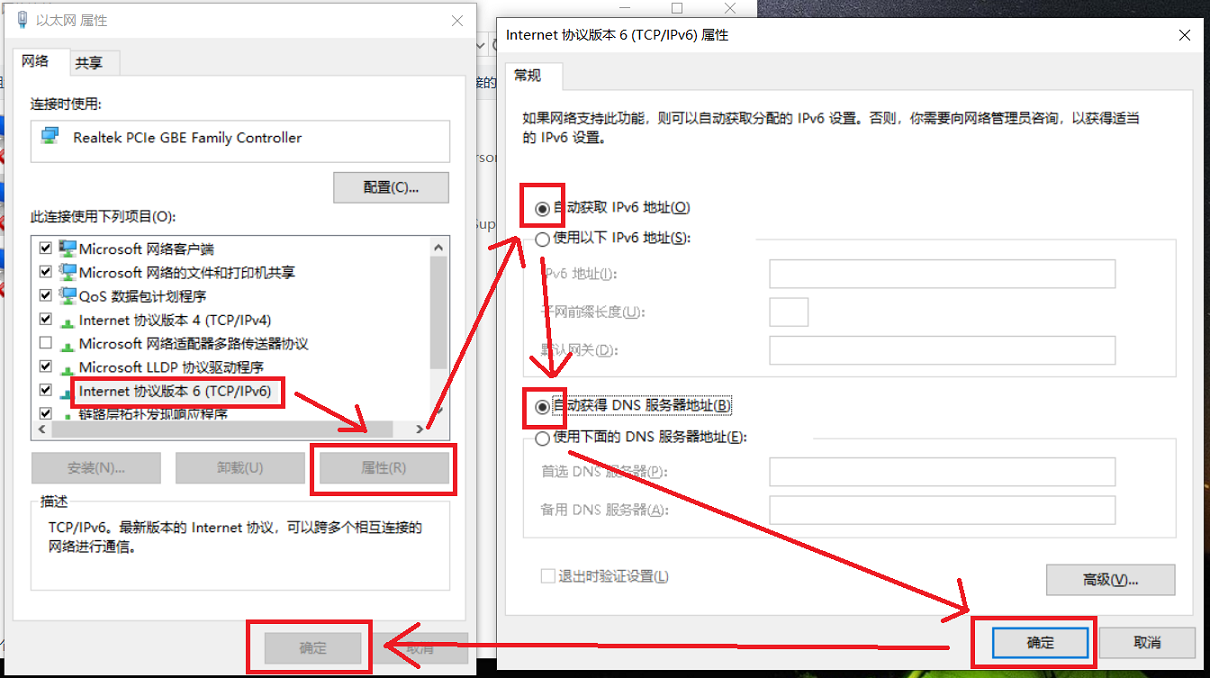 以太网 属性
网络
共享
连接时使用:
Realtek PCIe GBE Family Controller
配置(C)...
此连接使用下列项目(O):
Microsoft 网络客户端
Microsoft 网络的文件和打印机共享
QoS 数据包计划程序
Internet 协议版本 4 (TCP/IPv4)
Microsoft 网络适配器多路传送器协议
Microsoft LLDP 协议驱动程序
Internet 协议版本 6 (TCP/IPv6)
链路层拓扑发现响应程序
安装(N)...
卸载(U)
属性(R)
描述
TCP/IPv6。最新版本的 Internet 协议，可以跨多个相互连接的
网络进行通信。
确定
取消
Internet 协议版本 6 (TCP/IPv6) 属性
常规
如果网络支持此功能，则可以自动获取分配的 IPv6 设置。否则，你需要向网络管理员咨询，以获得适当
的 IPv6 设置。
自动获取 IPv6 地址(O)
使用以下 IPv6 地址(S):
IPv6 地址(I):
子网前缀长度(U):
默认网关(D):
自动获得 DNS 服务器地址(B)
使用下面的 DNS 服务器地址(E):
首选 DNS 服务器(P):
备用 DNS 服务器(A):
退出时验证设置(L)
高级(V)...
确定
取消